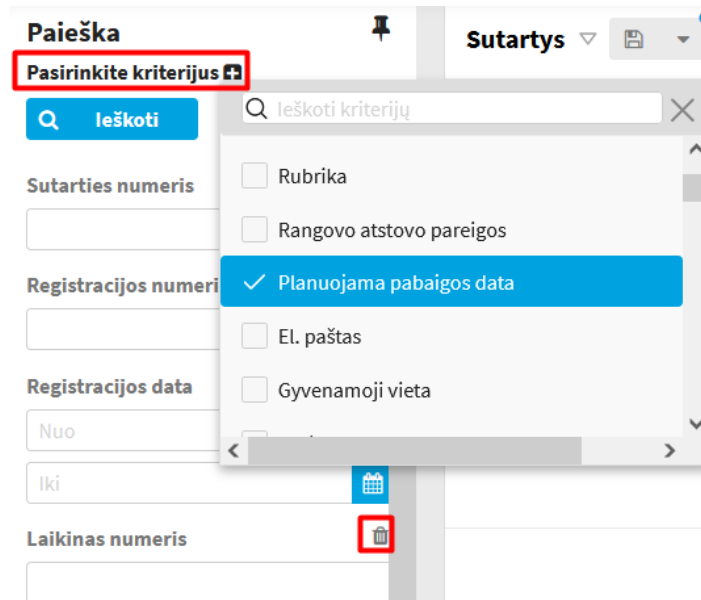 Paieška
Sutartys
Pasirinkite kriterijus
Ieškoti
Ieškoti kriterijų
Rubrika
Sutarties numeris
Rangovo atstovo pareigos
Registracijos numeri
Planuojama pabaigos data
El. paštas
Registracijos data
Gyvenamoji vieta
Nuo
Iki
Laikinas numeris